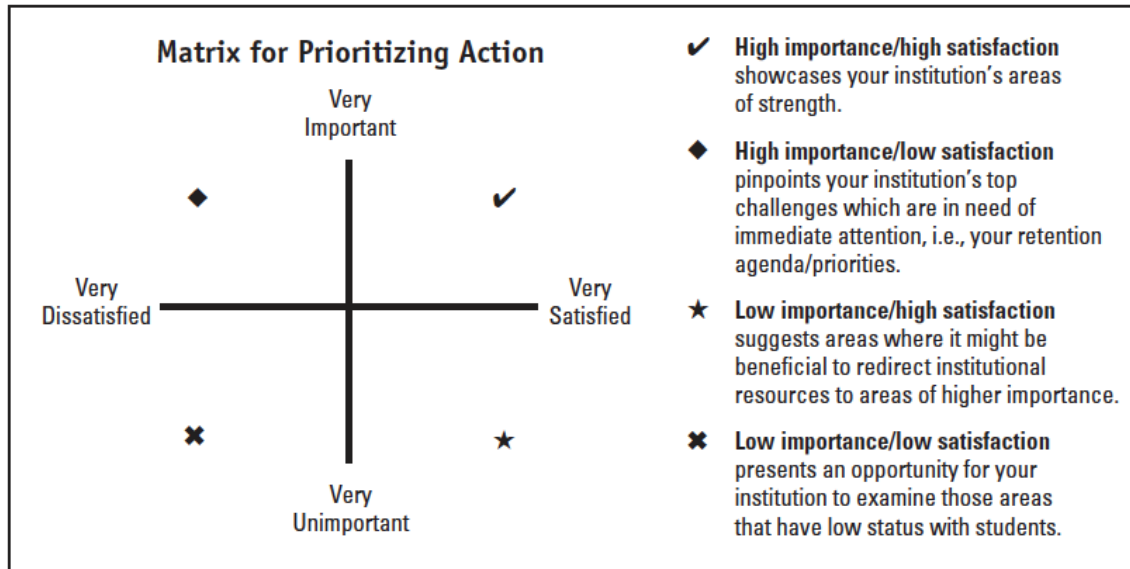 Matrix for Prioritizing Action
Very
Important
Very
Dissatisfied
Very
Satisfied
Very
Unimportant
✔ High importance/high satisfaction
showcases your institution's areas
of strength.
◆ High importance/low satisfaction
pinpoints your institution's top
challenges which are in need of
immediate attention, i.e., your retention
agenda/priorities.
★ Low importance/high satisfaction
suggests areas where it might be
beneficial to redirect institutional
resources to areas of higher importance.
✖ Low importance/low satisfaction
presents an opportunity for your
institution to examine those areas
that have low status with students.